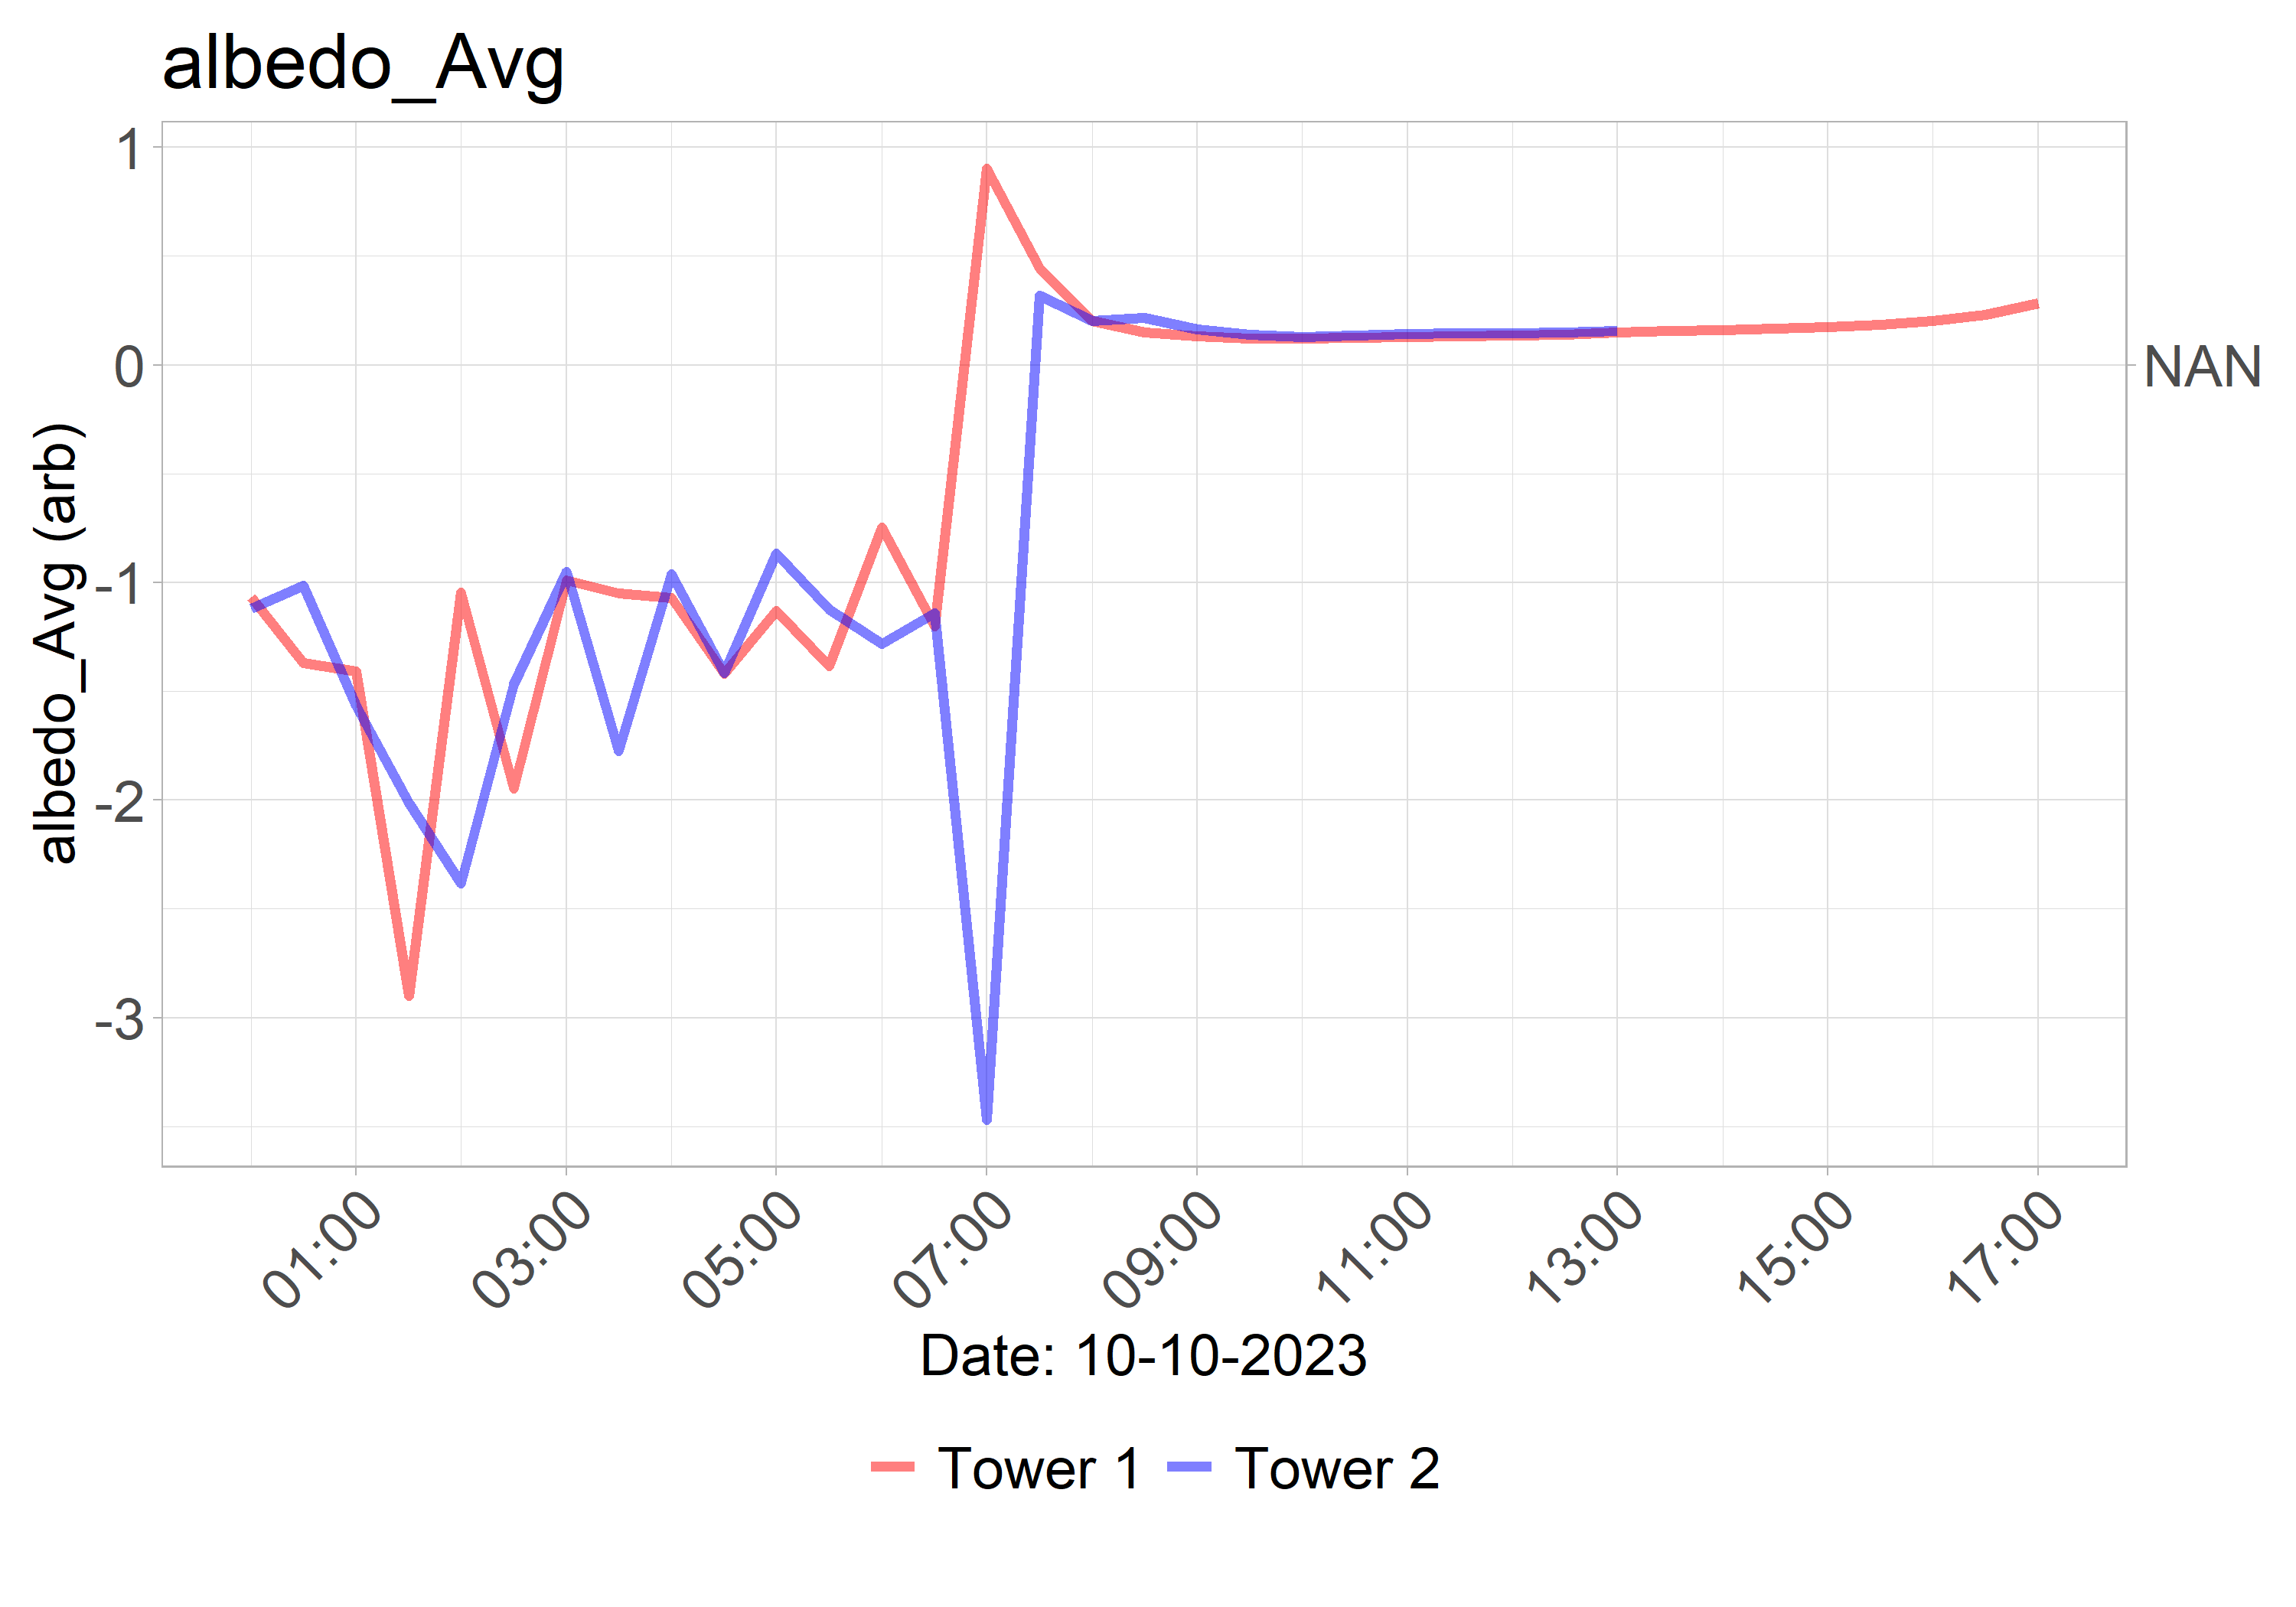 albedo_Avg
albedo_Avg (arb)
1
0
-1
-2
-3
NAN
01:00 03:00 05:00 07:00 09:00 11:00 13:00 15:00 17:00
Date: 10-10-2023
Tower 1 Tower 2